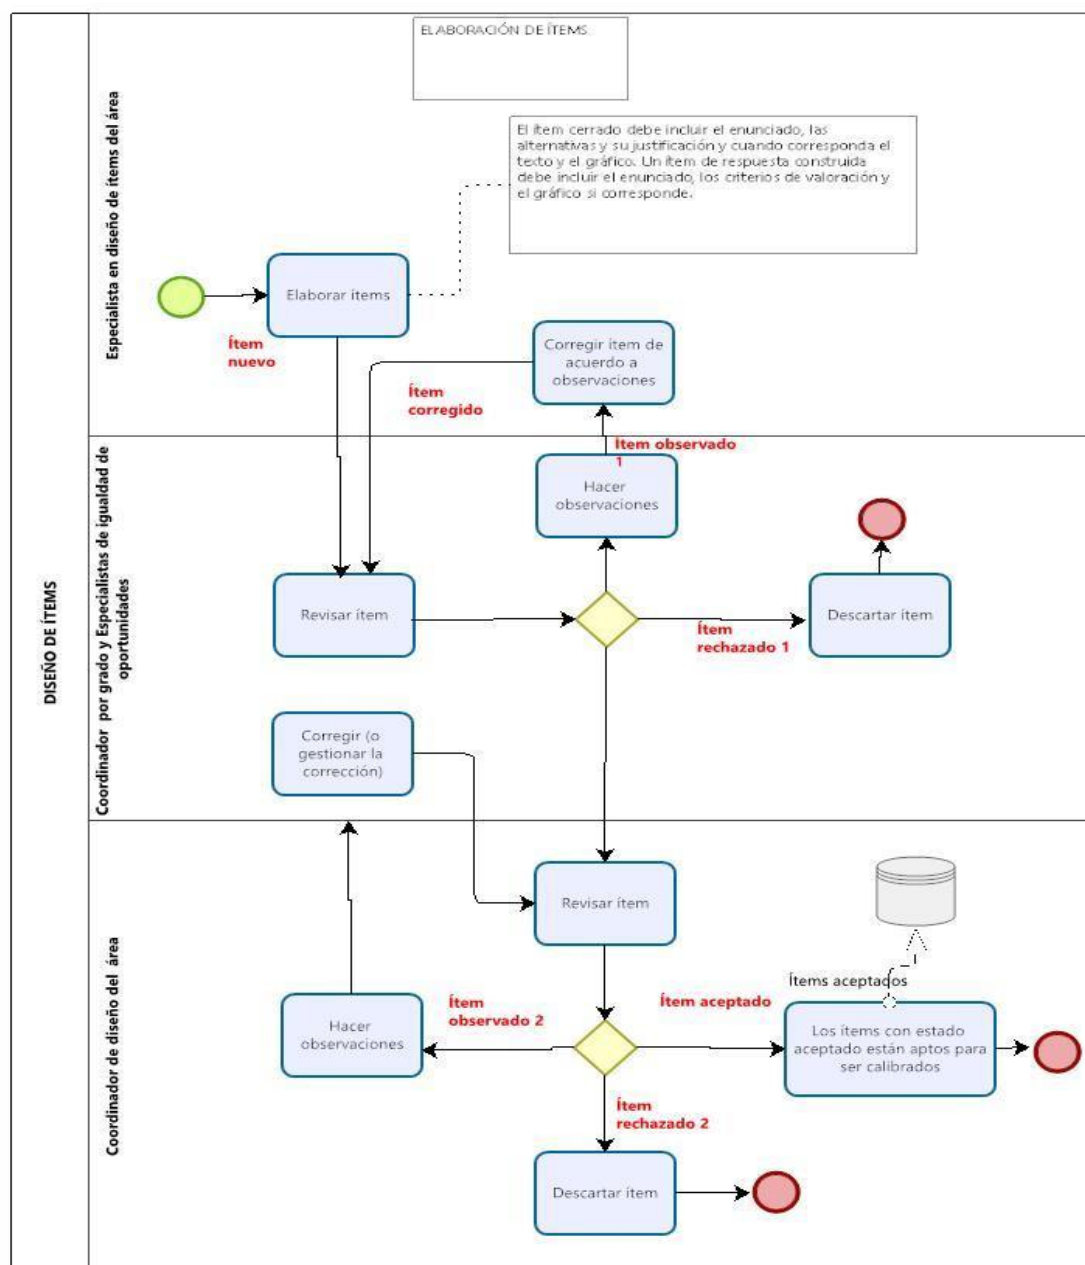 ELABORACIÓN DE ÍTEMS
El ítem cerrado debe incluir el enunciado, las
alternativas y su justificación y cuando corresponda el
texto y el gráfico. Un ítem de respuesta construida
debe incluir el enunciado, los criterios de valoración y
el gráfico si corresponde.
DISEÑO DE ÍTEMS
Especialista en diseño de ítems del área
Elaborar ítems
Ítem
nuevo
Corregir ítem de
acuerdo a
observaciones
Ítem
corregido
Coordinador por grado y Especialistas de igualdad de
oportunidades
Ítem observado
1
Hacer
observaciones
Revisar ítem
Ítem
rechazado 1
Descartar ítem
Corregir (o
gestionar la
corrección)
Coordinador de diseño del área
Revisar ítem
Hacer
observaciones
Ítem
observado 2
Ítem aceptado
Ítems aceptados
Los ítems con estado
aceptado están aptos para
ser calibrados
Ítem
rechazado 2
Descartar ítem